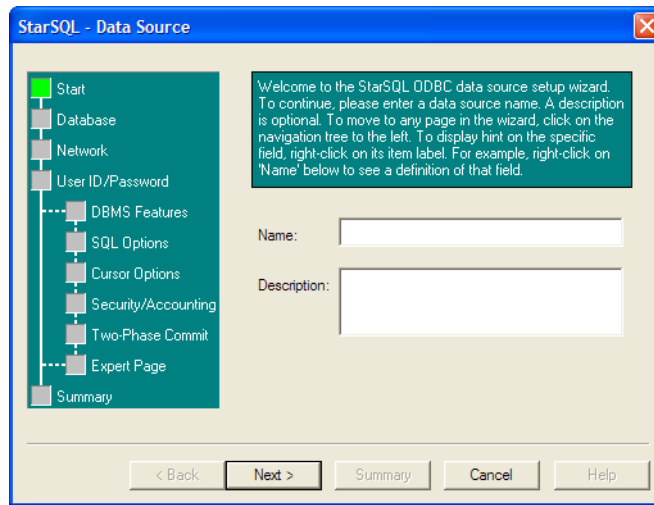 StarSQL - Data Source
Start
Database
Network
User ID/Password
DBMS Features
SQL Options
Cursor Options
Security/Accounting
Two-Phase Commit
Expert Page
Summary
Welcome to the StarSQL ODBC data source setup wizard.
To continue, please enter a data source name. A description
is optional. To move to any page in the wizard, click on the
navigation tree to the left. To display hint on the specific
field, right-click on its item label. For example, right-click on
'Name' below to see a definition of that field.
Name:
Description:
< Back
Next >
Summary
Cancel
Help